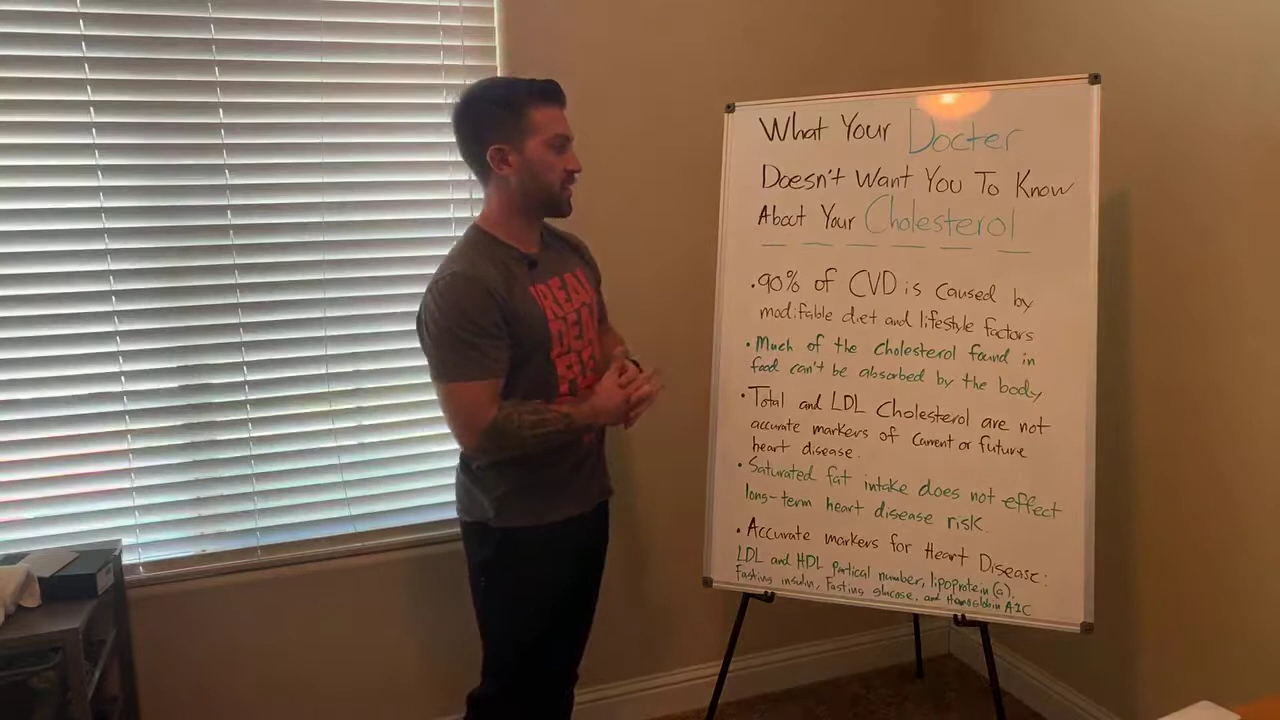 What Your Docter
Doesn't Want You To Know
About Your Cholesterol
• 90% of CVD is caused by
modifable diet and lifestyle factors
• Much of the cholesterol found in
food can't be absorbed by the body
• Total and LDL Cholesterol are not
accurate markers of current or future
heart disease.
• Saturated fat intake does not effect
long-term heart disease risk.
• Accurate markers for Heart Disease:
LDL and HDL partical number, lipoprotein (a),
Fasting insulin, Fasting glucose, and Hemoglobin A1C